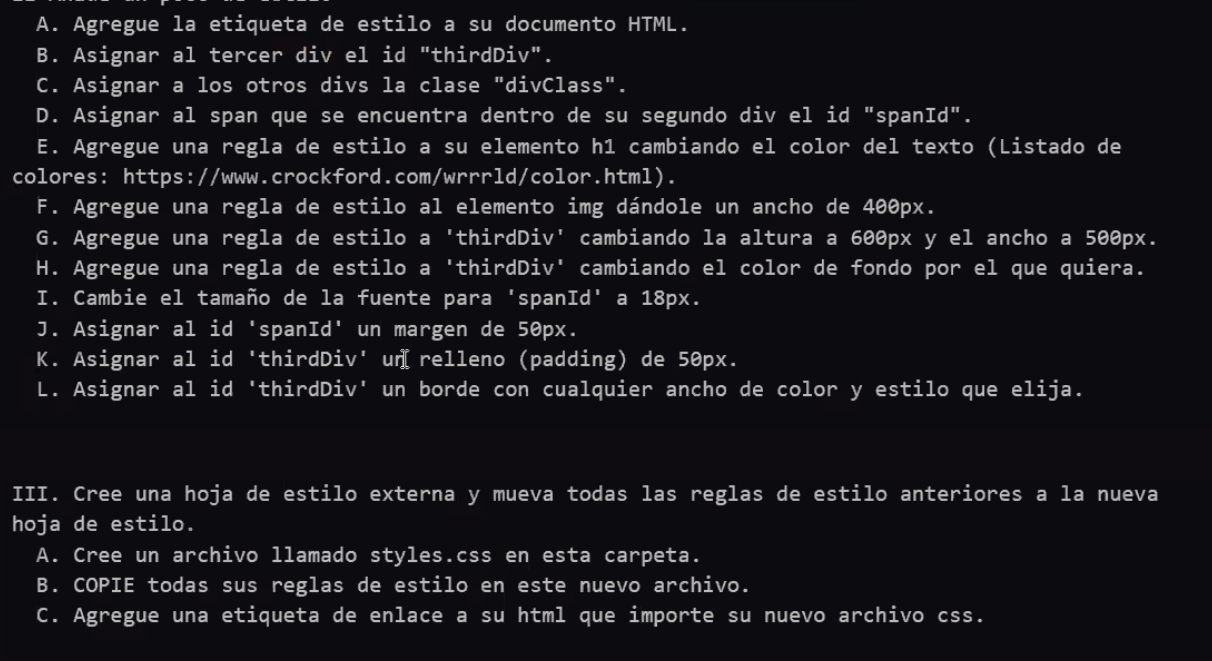 A. Agregue la etiqueta de estilo a su documento HTML.
B. Asignar al tercer div el id "thirdDiv".
C. Asignar a los otros divs la clase "divClass".
D. Asignar al span que se encuentra dentro de su segundo div el id "spanId".
E. Agregue una regla de estilo a su elemento h1 cambiando el color del texto (Listado de
colores: https://www.crockford.com/wrrrld/color.html).
F. Agregue una regla de estilo al elemento img dándole un ancho de 400px.
G. Agregue una regla de estilo a 'thirdDiv' cambiando la altura a 600px y el ancho a 500px.
H. Agregue una regla de estilo a 'thirdDiv' cambiando el color de fondo por el que quiera.
I. Cambie el tamaño de la fuente para 'spanId' a 18px.
J. Asignar al id 'spanId' un margen de 50px.
K. Asignar al id 'thirdDiv' un relleno (padding) de 50px.
L. Asignar al id 'thirdDiv' un borde con cualquier ancho de color y estilo que elija.
III. Cree una hoja de estilo externa y mueva todas las reglas de estilo anteriores a la nueva
hoja de estilo.
A. Cree un archivo llamado styles.css en esta carpeta.
B. COPIE todas sus reglas de estilo en este nuevo archivo.
C. Agregue una etiqueta de enlace a su html que importe su nuevo archivo css.